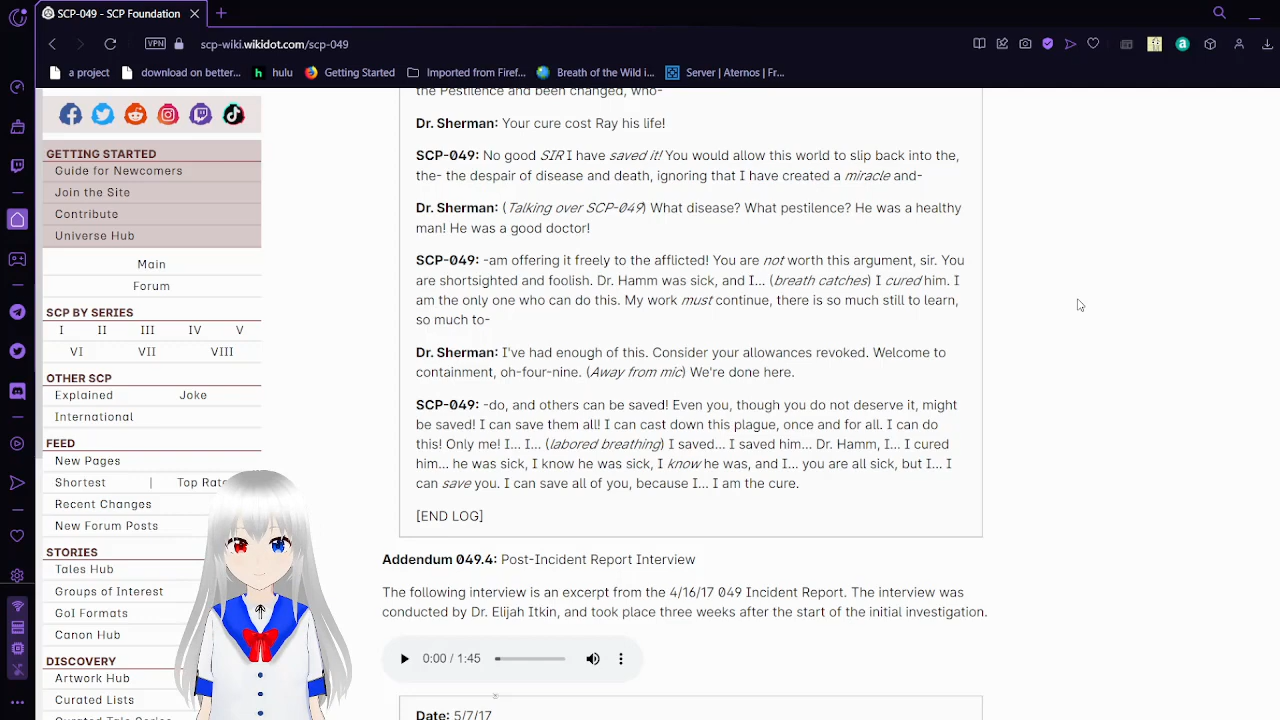 SCP-049 - SCP Foundation
VPN
scp-wiki.wikidot.com/scp-049
a project
download on better...
hulu
Getting Started
Imported from Firef...
Breath of the Wild i...
Server | Aternos | Fr...
GETTING STARTED
Guide for Newcomers
Join the Site
Contribute
Universe Hub
Main
Forum
SCP BY SERIES
I II III IV V
VI VII VIII
OTHER SCP
Explained Joke
International
FEED
New Pages
Shortest | Top Rate
Recent Changes
New Forum Posts
STORIES
Tales Hub
Groups of Interest
GoI Formats
Canon Hub
DISCOVERY
Artwork Hub
Curated Lists
the Pestilence and been changed, who-
Dr. Sherman: Your cure cost Ray his life!
SCP-049: No good SIR I have saved it! You would allow this world to slip back into the,
the- the despair of disease and death, ignoring that I have created a miracle and-
Dr. Sherman: (Talking over SCP-049) What disease? What pestilence? He was a healthy
man! He was a good doctor!
SCP-049: -am offering it freely to the afflicted! You are not worth this argument, sir. You
are shortsighted and foolish. Dr. Hamm was sick, and I... (breath catches) I cured him. I
am the only one who can do this. My work must continue, there is so much still to learn,
so much to-
Dr. Sherman: I've had enough of this. Consider your allowances revoked. Welcome to
containment, oh-four-nine. (Away from mic) We're done here.
SCP-049: -do, and others can be saved! Even you, though you do not deserve it, might
be saved! I can save them all! I can cast down this plague, once and for all. I can do
this! Only me! I... I... (labored breathing) I saved... I saved him... Dr. Hamm, I... I cured
him... he was sick, I know he was sick, I know he was, and I... you are all sick, but I... I
can save you. I can save all of you, because I... I am the cure.
[END LOG]
Addendum 049.4: Post-Incident Report Interview
The following interview is an excerpt from the 4/16/17 049 Incident Report. The interview was
conducted by Dr. Elijah Itkin, and took place three weeks after the start of the initial investigation.
0:00 / 1:45
Date: 5/7/17